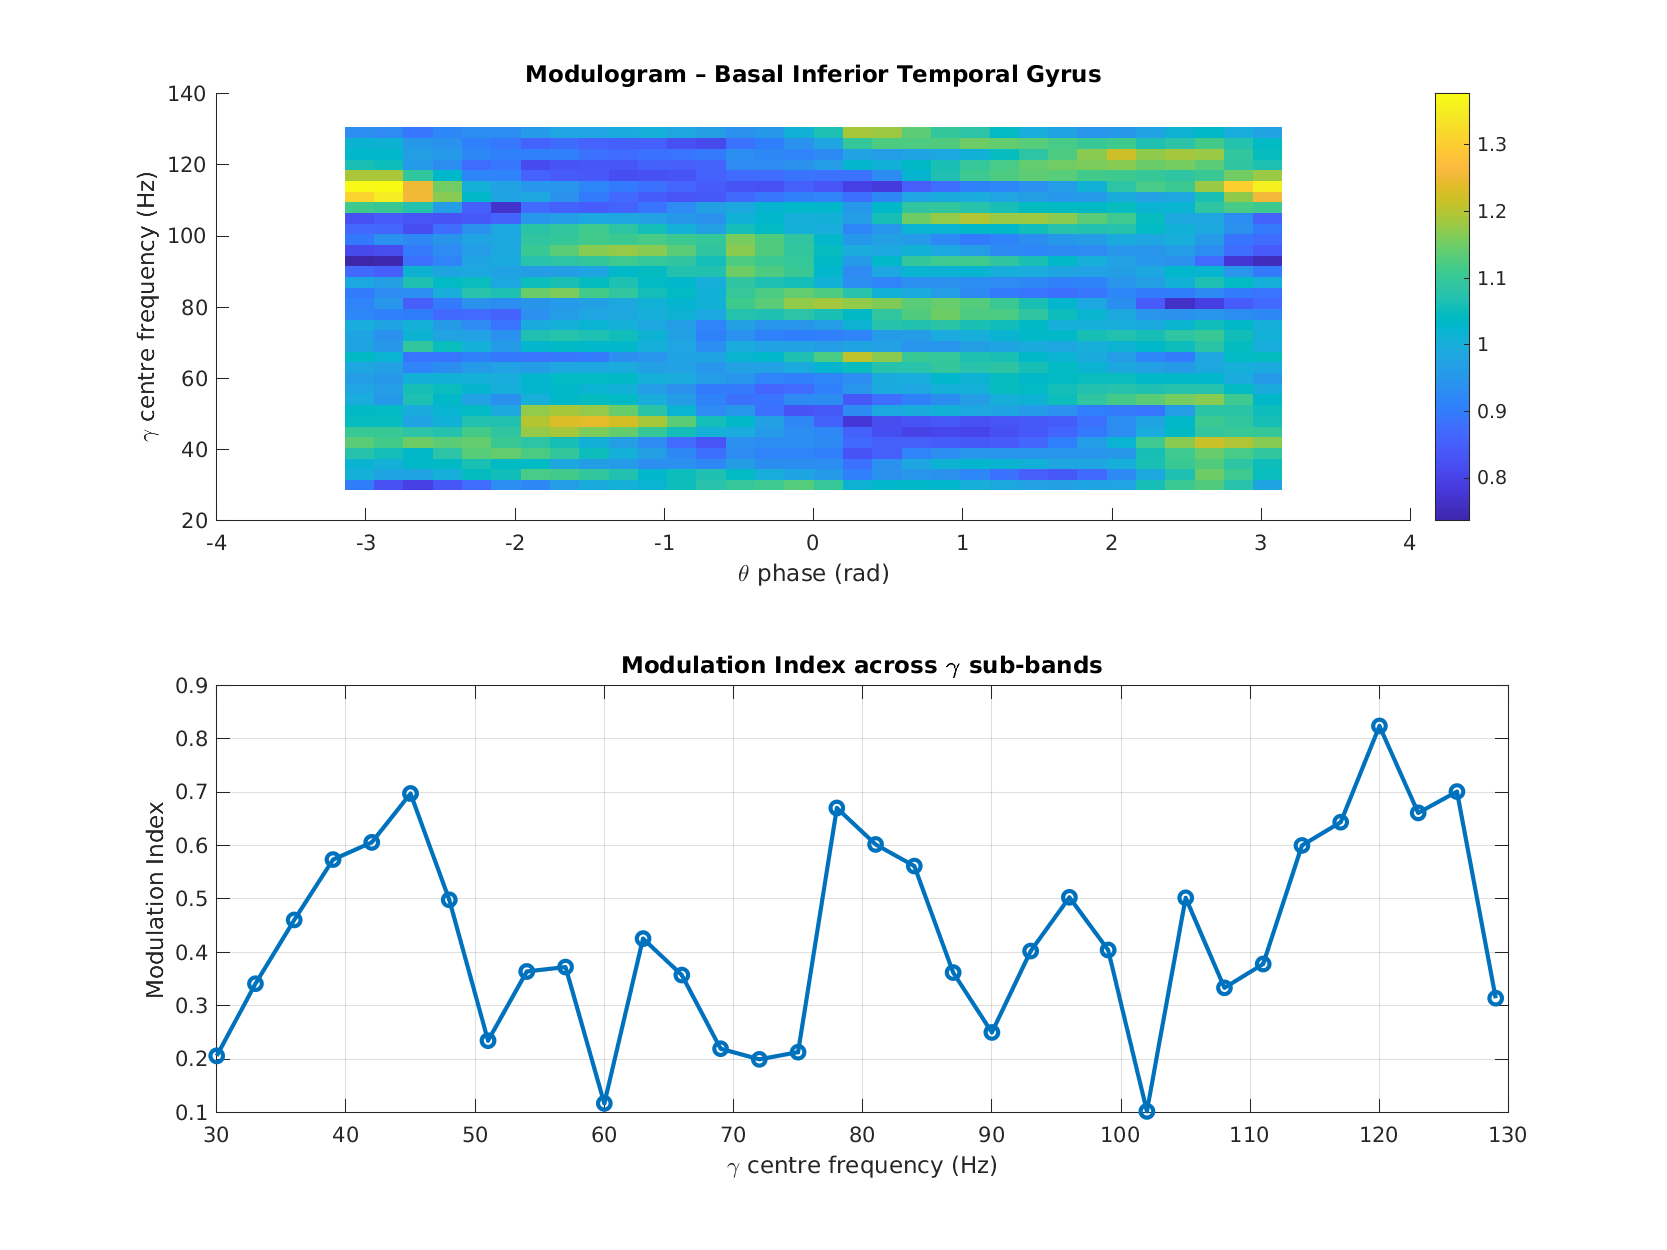 Modulogram – Basal Inferior Temporal Gyrus
140
120
100
80
60
40
20
γ centre frequency (Hz)
-4 -3 -2 -1 0 1 2 3 4
θ phase (rad)
1.3
1.2
1.1
1
0.9
0.8
Modulation Index across γ sub-bands
0.9
0.8
0.7
0.6
0.5
0.4
0.3
0.2
0.1
Modulation Index
30 40 50 60 70 80 90 100 110 120 130
γ centre frequency (Hz)